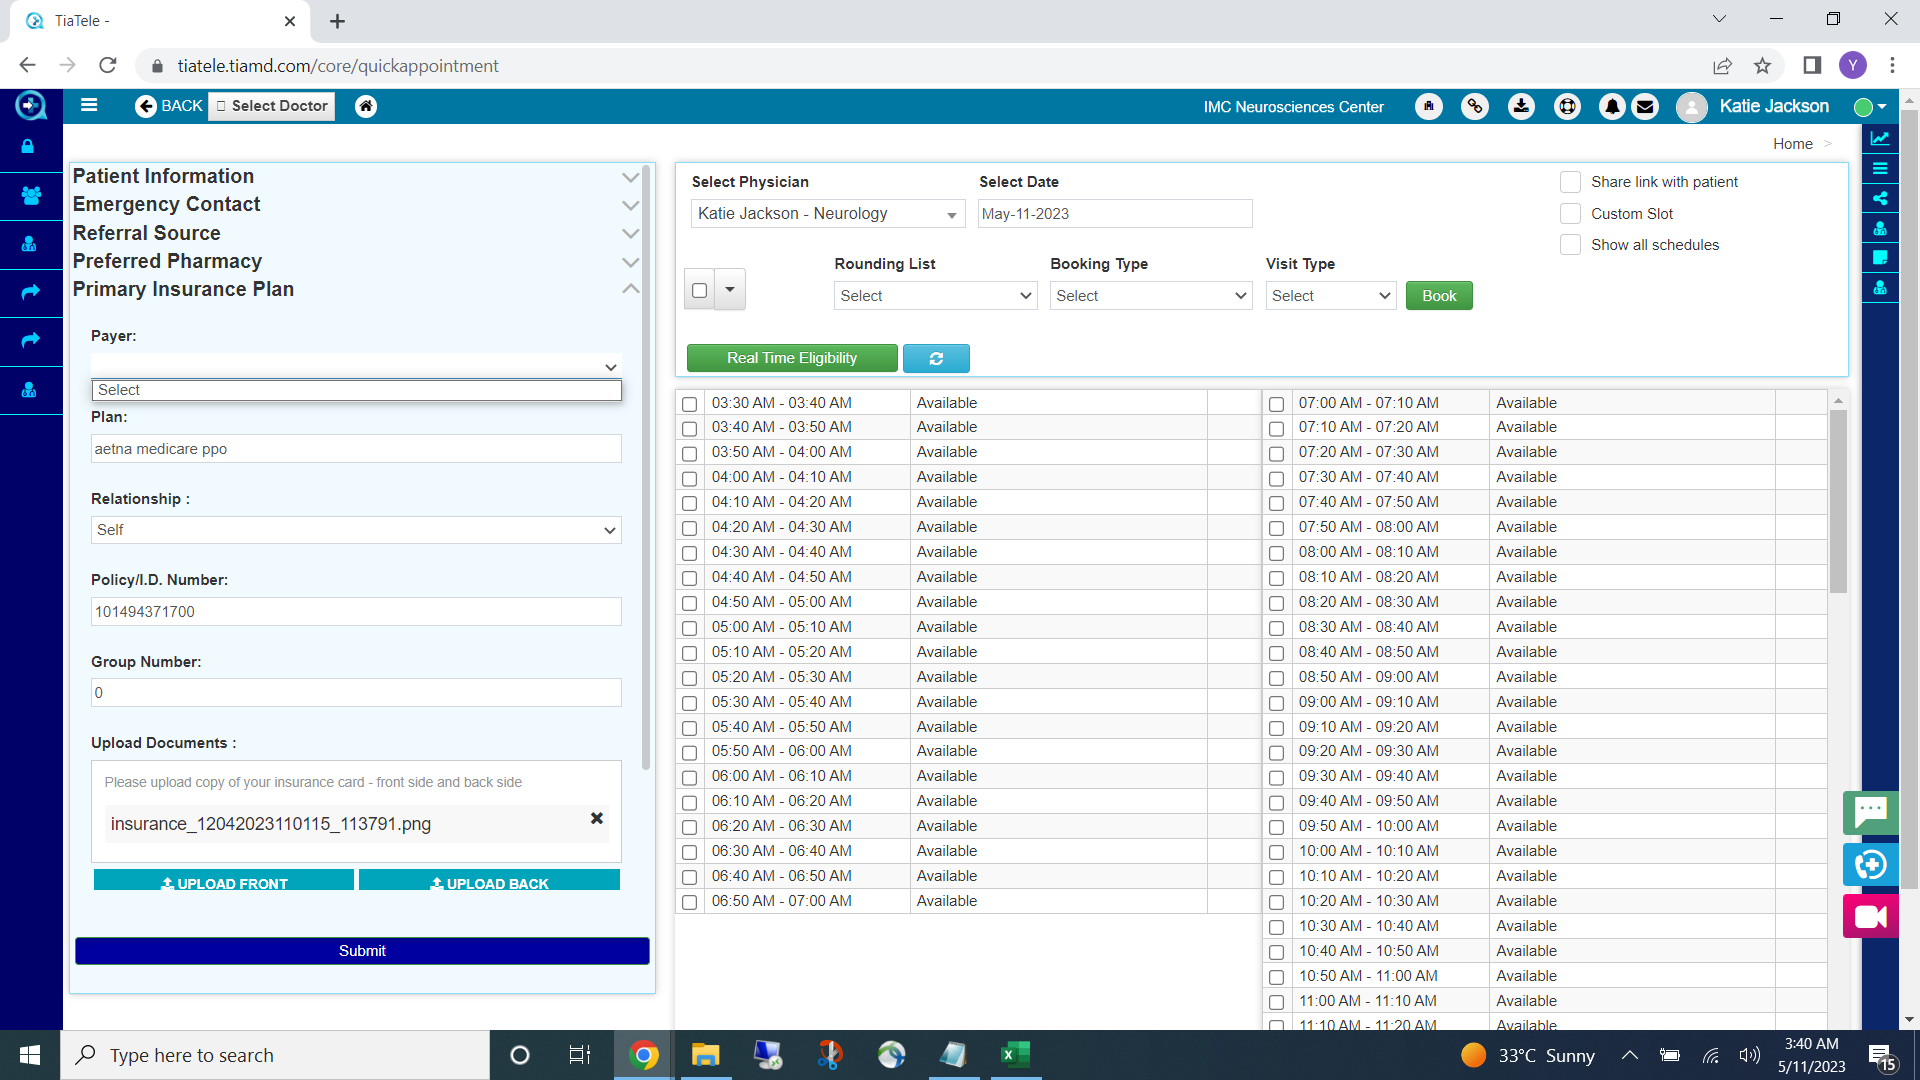 TiaTele -
tiatele.tiamd.com/core/quickappointment
Y
BACK
Select Doctor
IMC Neurosciences Center
Katie Jackson
Home >
Patient Information
Emergency Contact
Referral Source
Preferred Pharmacy
Primary Insurance Plan
Payer:
Select
Plan:
aetna medicare ppo
Relationship :
Self
Policy/I.D. Number:
101494371700
Group Number:
0
Upload Documents :
Please upload copy of your insurance card - front side and back side
insurance_12042023110115_113791.png
UPLOAD FRONT
UPLOAD BACK
Submit
Select Physician
Katie Jackson - Neurology
Select Date
May-11-2023
Share link with patient
Custom Slot
Show all schedules
Rounding List
Select
Booking Type
Select
Visit Type
Select
Book
Real Time Eligibility
03:30 AM - 03:40 AM Available
03:40 AM - 03:50 AM Available
03:50 AM - 04:00 AM Available
04:00 AM - 04:10 AM Available
04:10 AM - 04:20 AM Available
04:20 AM - 04:30 AM Available
04:30 AM - 04:40 AM Available
04:40 AM - 04:50 AM Available
04:50 AM - 05:00 AM Available
05:00 AM - 05:10 AM Available
05:10 AM - 05:20 AM Available
05:20 AM - 05:30 AM Available
05:30 AM - 05:40 AM Available
05:40 AM - 05:50 AM Available
05:50 AM - 06:00 AM Available
06:00 AM - 06:10 AM Available
06:10 AM - 06:20 AM Available
06:20 AM - 06:30 AM Available
06:30 AM - 06:40 AM Available
06:40 AM - 06:50 AM Available
06:50 AM - 07:00 AM Available
07:00 AM - 07:10 AM Available
07:10 AM - 07:20 AM Available
07:20 AM - 07:30 AM Available
07:30 AM - 07:40 AM Available
07:40 AM - 07:50 AM Available
07:50 AM - 08:00 AM Available
08:00 AM - 08:10 AM Available
08:10 AM - 08:20 AM Available
08:20 AM - 08:30 AM Available
08:30 AM - 08:40 AM Available
08:40 AM - 08:50 AM Available
08:50 AM - 09:00 AM Available
09:00 AM - 09:10 AM Available
09:10 AM - 09:20 AM Available
09:20 AM - 09:30 AM Available
09:30 AM - 09:40 AM Available
09:40 AM - 09:50 AM Available
09:50 AM - 10:00 AM Available
10:00 AM - 10:10 AM Available
10:10 AM - 10:20 AM Available
10:20 AM - 10:30 AM Available
10:30 AM - 10:40 AM Available
10:40 AM - 10:50 AM Available
10:50 AM - 11:00 AM Available
11:00 AM - 11:10 AM Available
11:10 AM - 11:20 AM Available
Type here to search
33°C Sunny
3:40 AM
5/11/2023
15